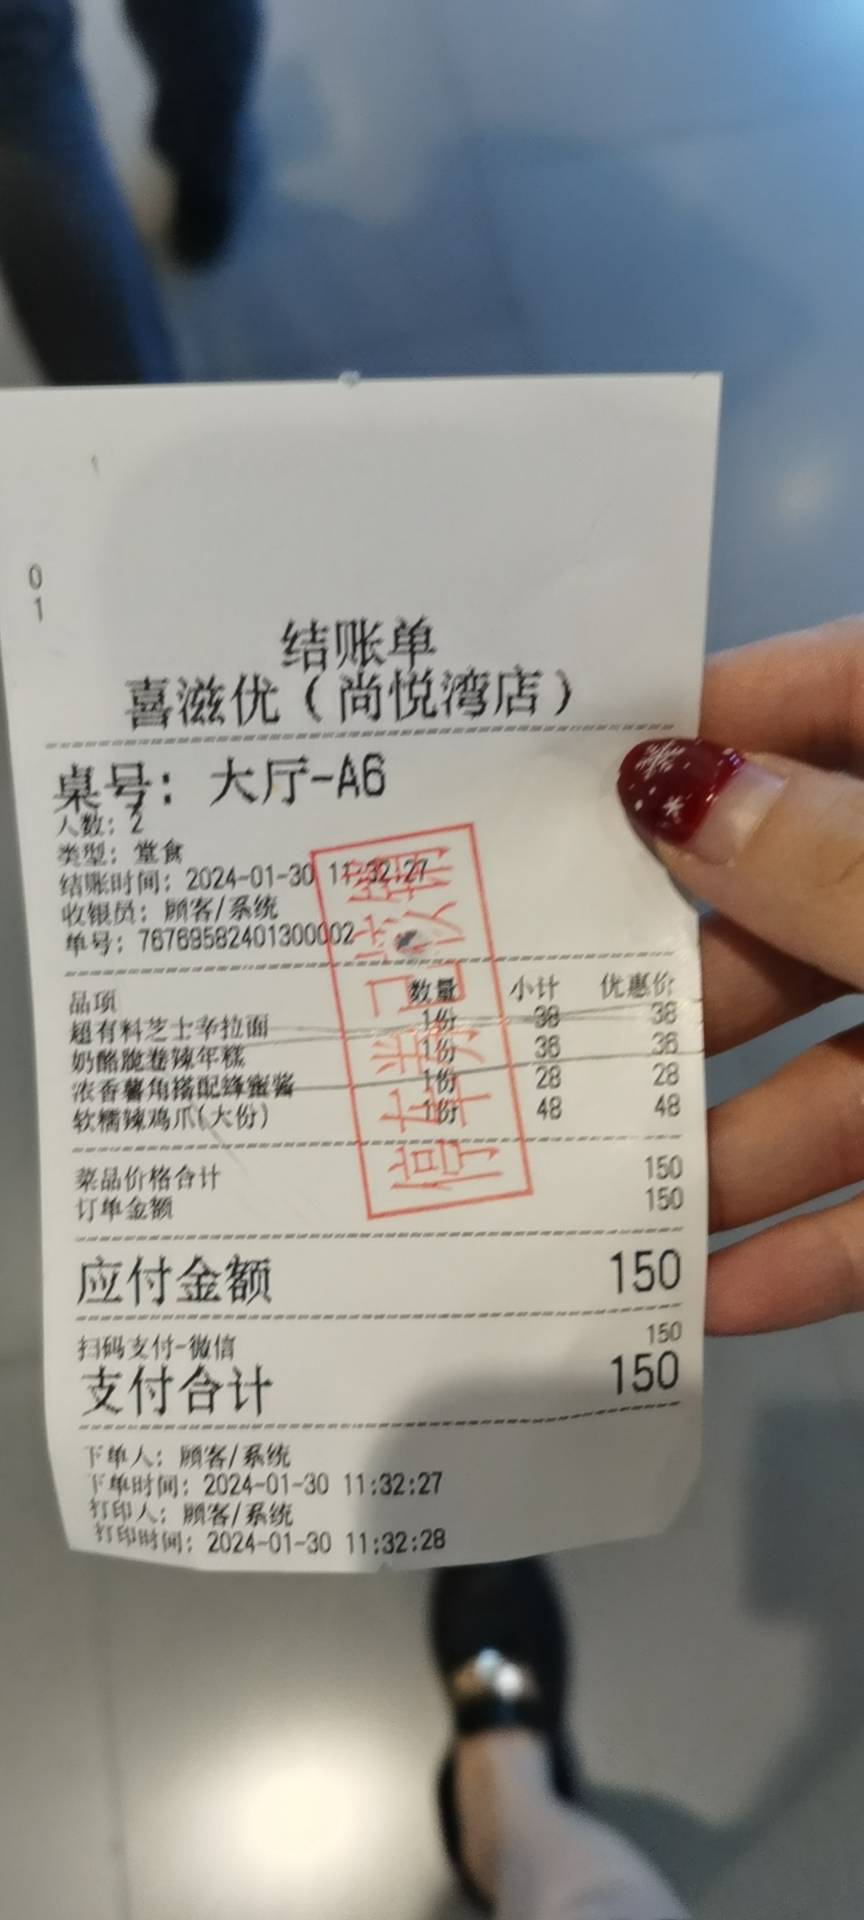 0
1
结账单
喜滋优（尚悦湾店）
桌号：大厅-A6
人数：2
类型：堂食
结账时间：2024-01-30 11:32:27
收银员：顾客/系统
单号：76769582401300002
品项 数量 小计 优惠价
超有料芝士辛拉面 1份 38 38
奶酪脆卷辣年糕 1份 36 36
浓香薯角搭配蜂蜜酱 1份 28 28
软糯辣鸡爪(大份) 1份 48 48
菜品价格合计 150
订单金额 150
应付金额 150
扫码支付-微信 150
支付合计 150
下单人：顾客/系统
下单时间：2024-01-30 11:32:27
打印人：顾客/系统
打印时间：2024-01-30 11:32:28
停车券已